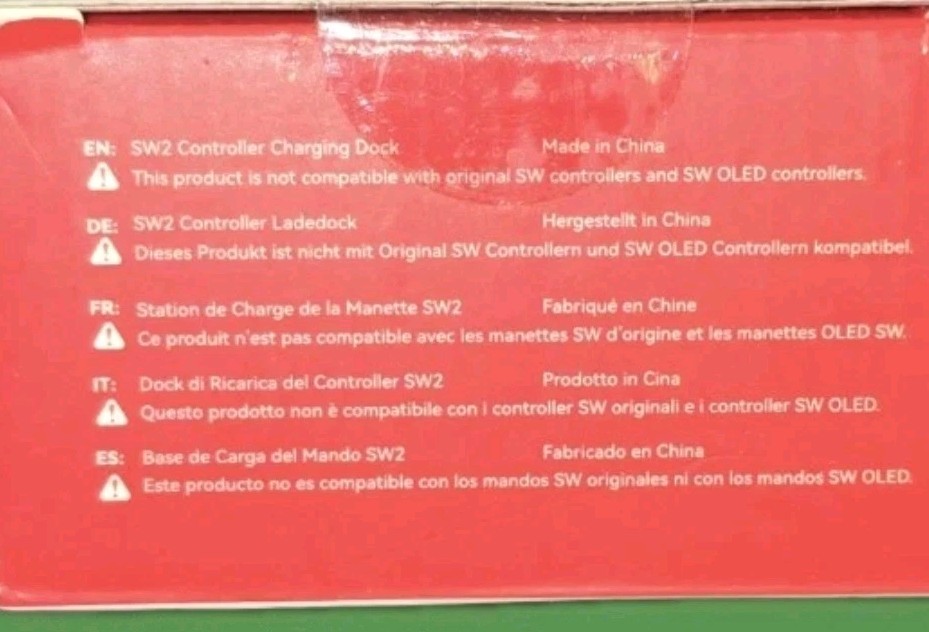 EN: SW2 Controller Charging Dock Made in China
This product is not compatible with original SW controllers and SW OLED controllers.
DE: SW2 Controller Ladedock Hergestellt in China
Dieses Produkt ist nicht mit Original SW Controllern und SW OLED Controllern kompatibel.
FR: Station de Charge de la Manette SW2 Fabriqué en Chine
Ce produit n'est pas compatible avec les manettes SW d'origine et les manettes OLED SW.
IT: Dock di Ricarica del Controller SW2 Prodotto in Cina
Questo prodotto non è compatibile con i controller SW originali e i controller SW OLED.
ES: Base de Carga del Mando SW2 Fabricado en China
Este producto no es compatible con los mandos SW originales ni con los mandos SW OLED.